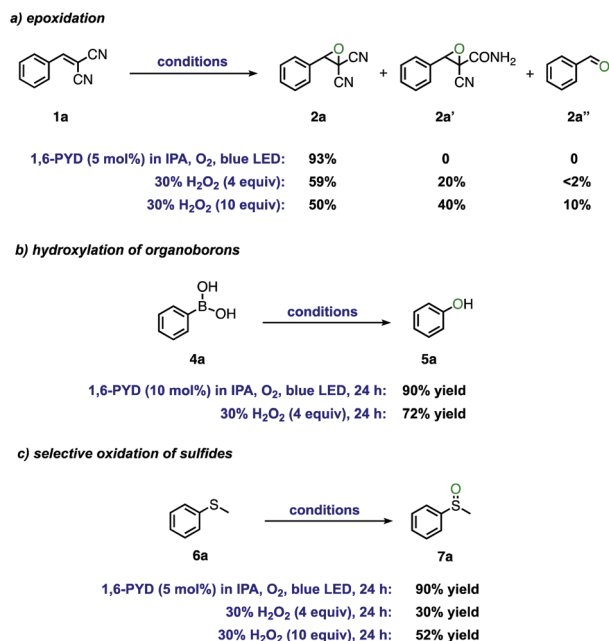 a) epoxidation
conditions
1a
2a
2a'
2a"
CN
CN
O
CN
CN
+
O
CONH₂
CN
+
O
1,6-PYD (5 mol%) in IPA, O₂, blue LED: 93% 0 0
30% H₂O₂ (4 equiv): 59% 20% <2%
30% H₂O₂ (10 equiv): 50% 40% 10%
b) hydroxylation of organoborons
OH
B
OH
conditions
OH
4a
5a
1,6-PYD (10 mol%) in IPA, O₂, blue LED, 24 h: 90% yield
30% H₂O₂ (4 equiv), 24 h: 72% yield
c) selective oxidation of sulfides
S
conditions
O
S
6a
7a
1,6-PYD (5 mol%) in IPA, O₂, blue LED, 24 h: 90% yield
30% H₂O₂ (4 equiv), 24 h: 30% yield
30% H₂O₂ (10 equiv), 24 h: 52% yield